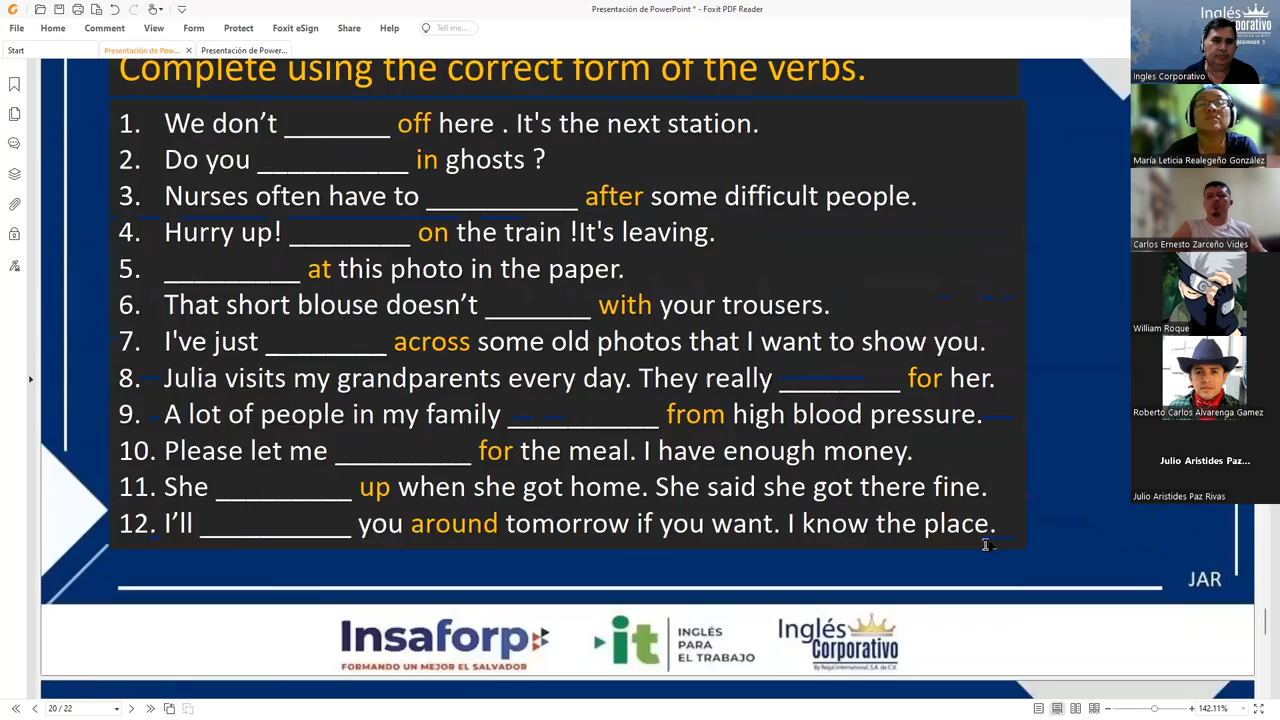 Presentación de PowerPoint * - Foxit PDF Reader
File Home Comment View Form Protect Foxit eSign Share Help Tell me...
Start Presentación de Pow... × Presentación de Power...
Complete using the correct form of the verbs.
1. We don’t _______ off here . It's the next station.
2. Do you __________ in ghosts ?
3. Nurses often have to __________ after some difficult people.
4. Hurry up! ________ on the train !It's leaving.
5. _________ at this photo in the paper.
6. That short blouse doesn’t _______ with your trousers.
7. I've just ________ across some old photos that I want to show you.
8. Julia visits my grandparents every day. They really ________ for her.
9. A lot of people in my family __________ from high blood pressure.
10. Please let me _________ for the meal. I have enough money.
11. She _________ up when she got home. She said she got there fine.
12. I’ll __________ you around tomorrow if you want. I know the place.
JAR
Insaforp
FORMANDO UN MEJOR EL SALVADOR
it INGLÉS
PARA
EL TRABAJO
Inglés
Corporativo
By Regal International, S.A. de C.V.
20 / 22
142.11%
Inglés
Corporativo
BEGINNER 5
Ingles Corporativo
María Leticia Realegeño González
Carlos Ernesto Zarceño Vides
William Roque
Roberto Carlos Alvarenga Gamez
Julio Aristides Paz...
Julio Aristides Paz Rivas